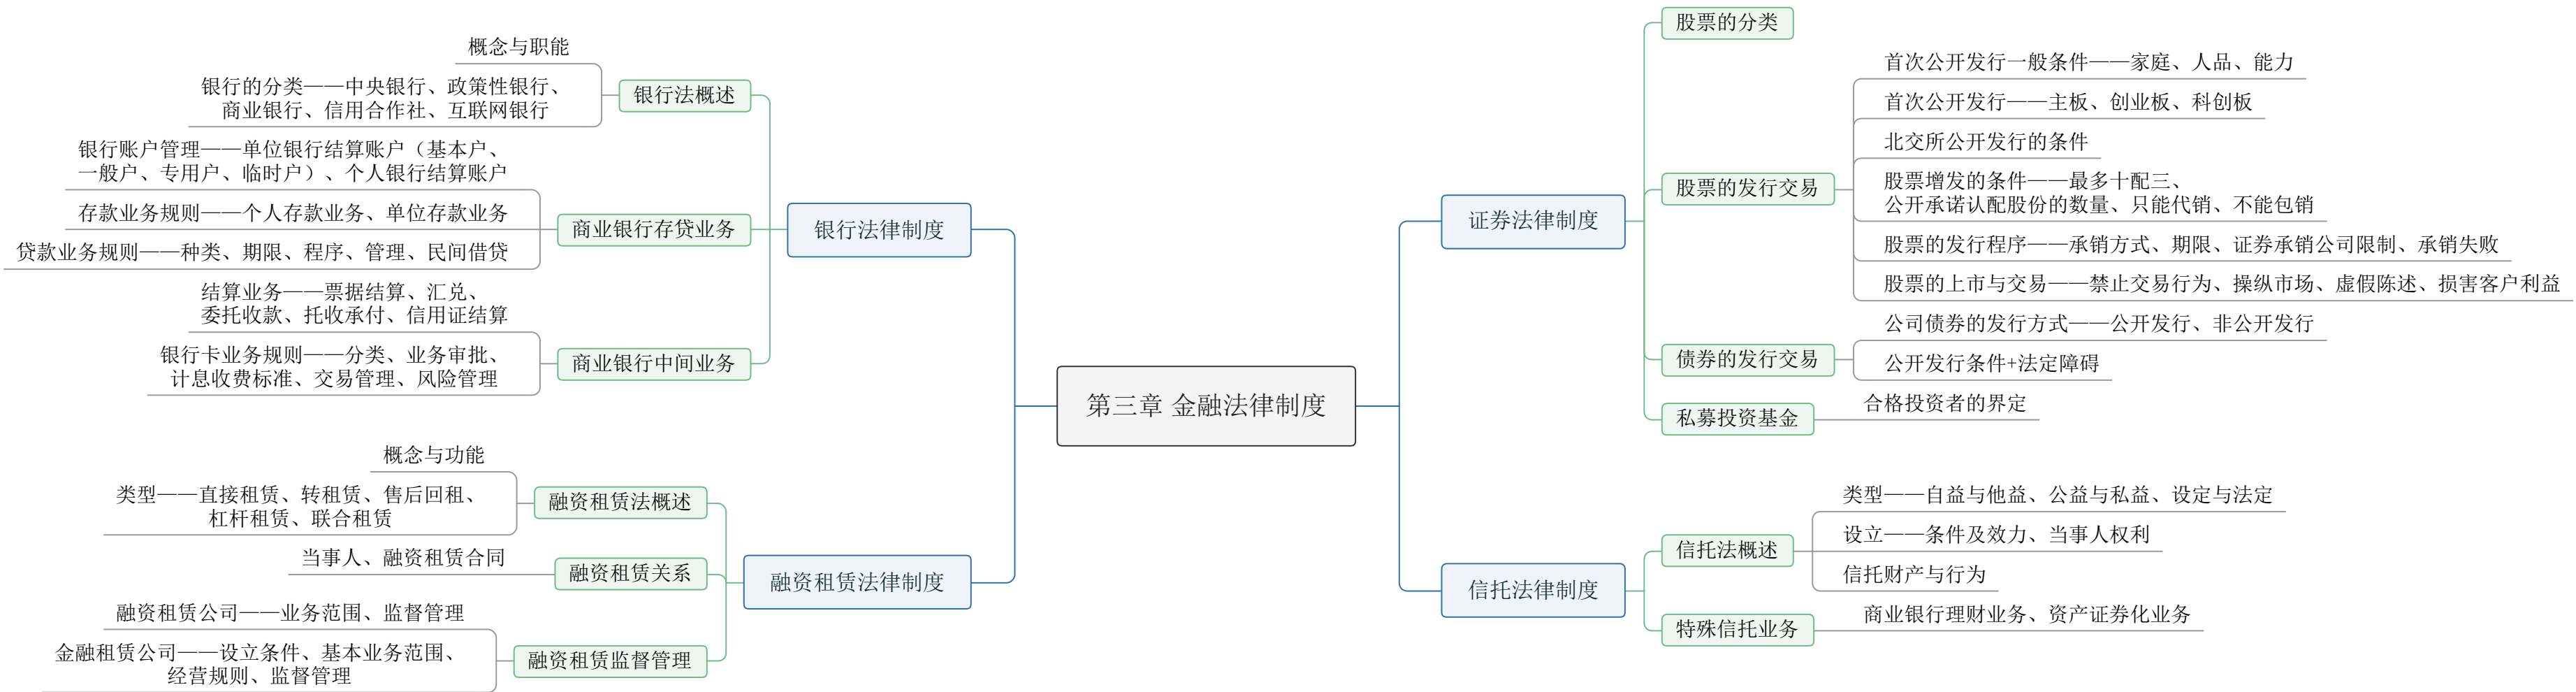 第三章 金融法律制度
银行法律制度
银行法概述
概念与职能
银行的分类——中央银行、政策性银行、
商业银行、信用合作社、互联网银行
商业银行存贷业务
银行账户管理——单位银行结算账户（基本户、
一般户、专用户、临时户）、个人银行结算账户
存款业务规则——个人存款业务、单位存款业务
贷款业务规则——种类、期限、程序、管理、民间借贷
商业银行中间业务
结算业务——票据结算、汇兑、
委托收款、托收承付、信用证结算
银行卡业务规则——分类、业务审批、
计息收费标准、交易管理、风险管理
融资租赁法律制度
融资租赁法概述
概念与功能
类型——直接租赁、转租赁、售后回租、
杠杆租赁、联合租赁
融资租赁关系
当事人、融资租赁合同
融资租赁监督管理
融资租赁公司——业务范围、监督管理
金融租赁公司——设立条件、基本业务范围、
经营规则、监督管理
证券法律制度
股票的分类
股票的发行交易
首次公开发行一般条件——家庭、人品、能力
首次公开发行——主板、创业板、科创板
北交所公开发行的条件
股票增发的条件——最多十配三、
公开承诺认配股份的数量、只能代销、不能包销
股票的发行程序——承销方式、期限、证券承销公司限制、承销失败
股票的上市与交易——禁止交易行为、操纵市场、虚假陈述、损害客户利益
债券的发行交易
公司债券的发行方式——公开发行、非公开发行
公开发行条件+法定障碍
私募投资基金
合格投资者的界定
信托法律制度
信托法概述
类型——自益与他益、公益与私益、设定与法定
设立——条件及效力、当事人权利
信托财产与行为
特殊信托业务
商业银行理财业务、资产证券化业务